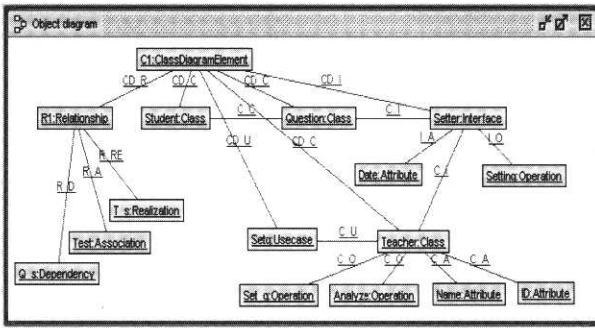 Object diagram
C1:ClassDiagramElement
CD_R
CD_C
CD_C
CD_I
R1:Relationship
Student:Class
C_C
Question:Class
C_I
Setter:Interface
CD_U
CD_C
I_A
I_O
R_RE
R_A
R_D
C_I
Date:Attribute
Setting:Operation
T_s:Realization
Test:Association
Setq:Usecase
C_U
Teacher:Class
Q_s:Dependency
C_O
C_O
C_A
C_A
Set_q:Operation
Analyze:Operation
Name:Attribute
ID:Attribute